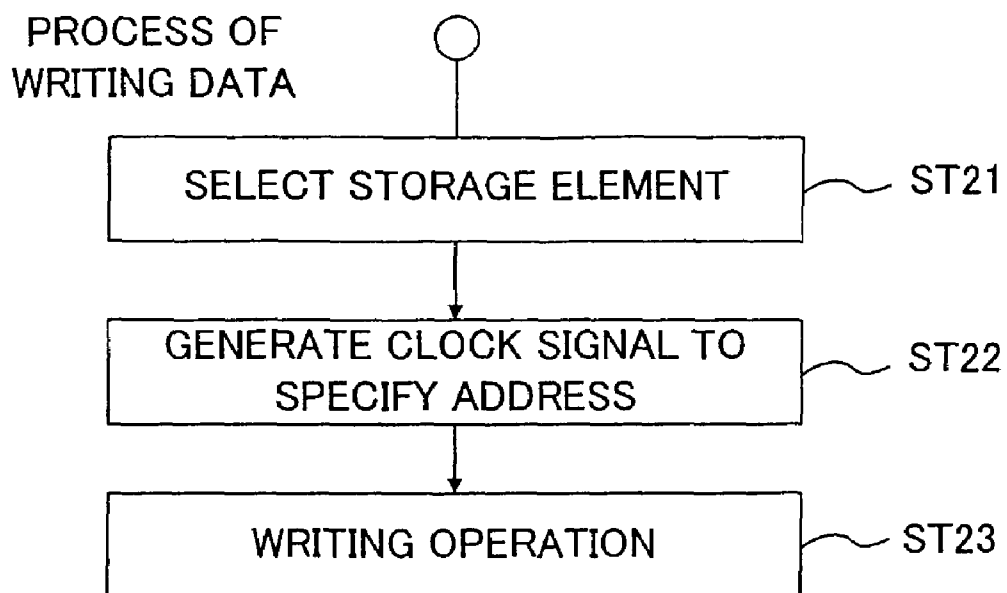 PROCESS OF
WRITING DATA
SELECT STORAGE ELEMENT
ST21
GENERATE CLOCK SIGNAL TO
SPECIFY ADDRESS
ST22
WRITING OPERATION
ST23